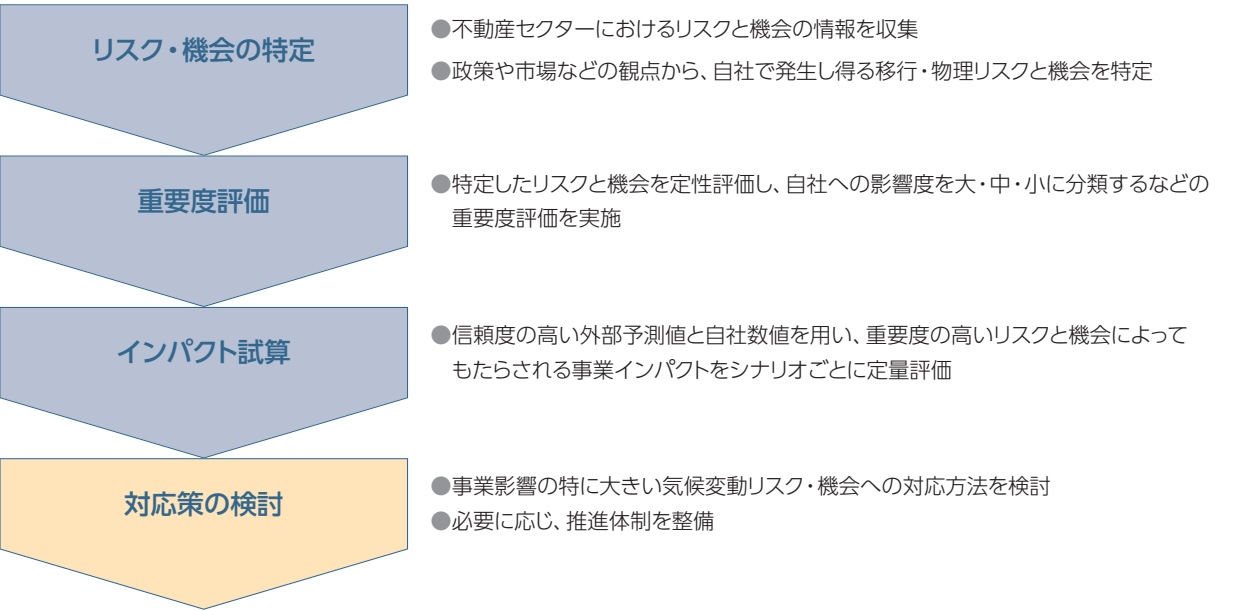 リスク・機会の特定
●不動産セクターにおけるリスクと機会の情報を収集
●政策や市場などの観点から、自社で発生し得る移行・物理リスクと機会を特定
重要度評価
●特定したリスクと機会を定性評価し、自社への影響度を大・中・小に分類するなどの
重要度評価を実施
インパクト試算
●信頼度の高い外部予測値と自社数値を用い、重要度の高いリスクと機会によって
もたらされる事業インパクトをシナリオごとに定量評価
対応策の検討
●事業影響の特に大きい気候変動リスク・機会への対応方法を検討
●必要に応じ、推進体制を整備